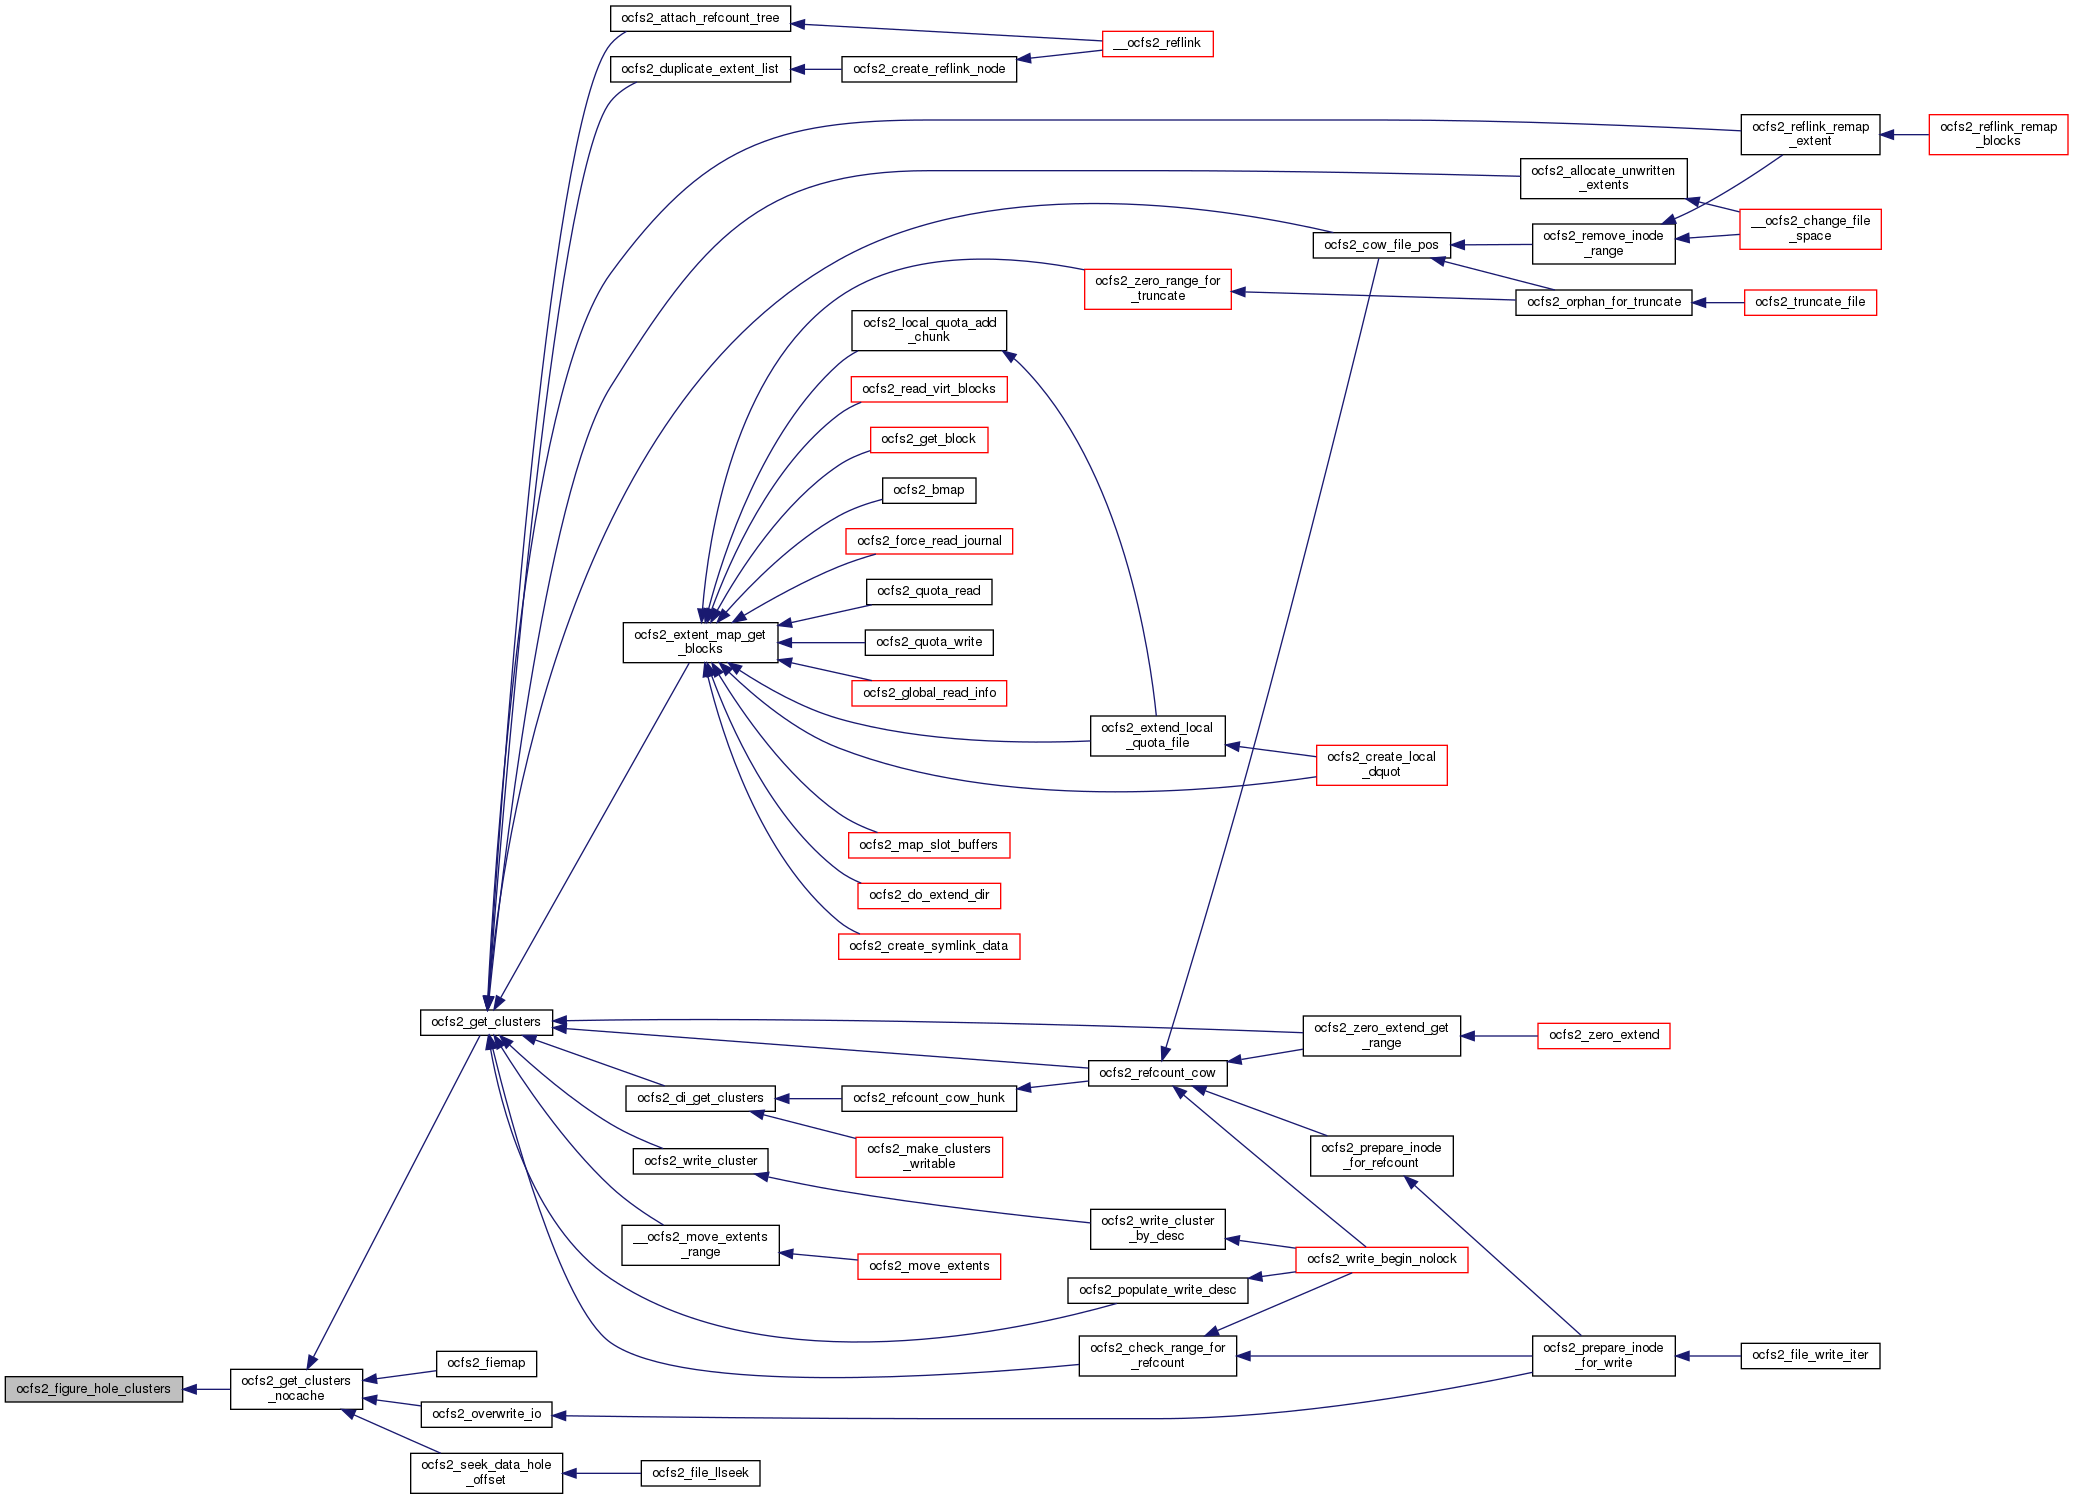 ocfs2_attach_refcount_tree
__ocfs2_reflink
ocfs2_duplicate_extent_list
ocfs2_create_reflink_node
ocfs2_reflink_remap
_extent
ocfs2_reflink_remap
_blocks
ocfs2_allocate_unwritten
_extents
__ocfs2_change_file
_space
ocfs2_cow_file_pos
ocfs2_remove_inode
_range
ocfs2_zero_range_for
_truncate
ocfs2_orphan_for_truncate
ocfs2_truncate_file
ocfs2_local_quota_add
_chunk
ocfs2_read_virt_blocks
ocfs2_get_block
ocfs2_bmap
ocfs2_force_read_journal
ocfs2_quota_read
ocfs2_extent_map_get
_blocks
ocfs2_quota_write
ocfs2_global_read_info
ocfs2_extend_local
_quota_file
ocfs2_create_local
_dquot
ocfs2_map_slot_buffers
ocfs2_do_extend_dir
ocfs2_create_symlink_data
ocfs2_get_clusters
ocfs2_zero_extend_get
_range
ocfs2_zero_extend
ocfs2_refcount_cow
ocfs2_di_get_clusters
ocfs2_refcount_cow_hunk
ocfs2_make_clusters
_writable
ocfs2_prepare_inode
_for_refcount
ocfs2_write_cluster
ocfs2_write_cluster
_by_desc
__ocfs2_move_extents
_range
ocfs2_move_extents
ocfs2_write_begin_nolock
ocfs2_populate_write_desc
ocfs2_check_range_for
_refcount
ocfs2_prepare_inode
_for_write
ocfs2_file_write_iter
ocfs2_fiemap
ocfs2_figure_hole_clusters
ocfs2_get_clusters
_nocache
ocfs2_overwrite_io
ocfs2_seek_data_hole
_offset
ocfs2_file_llseek